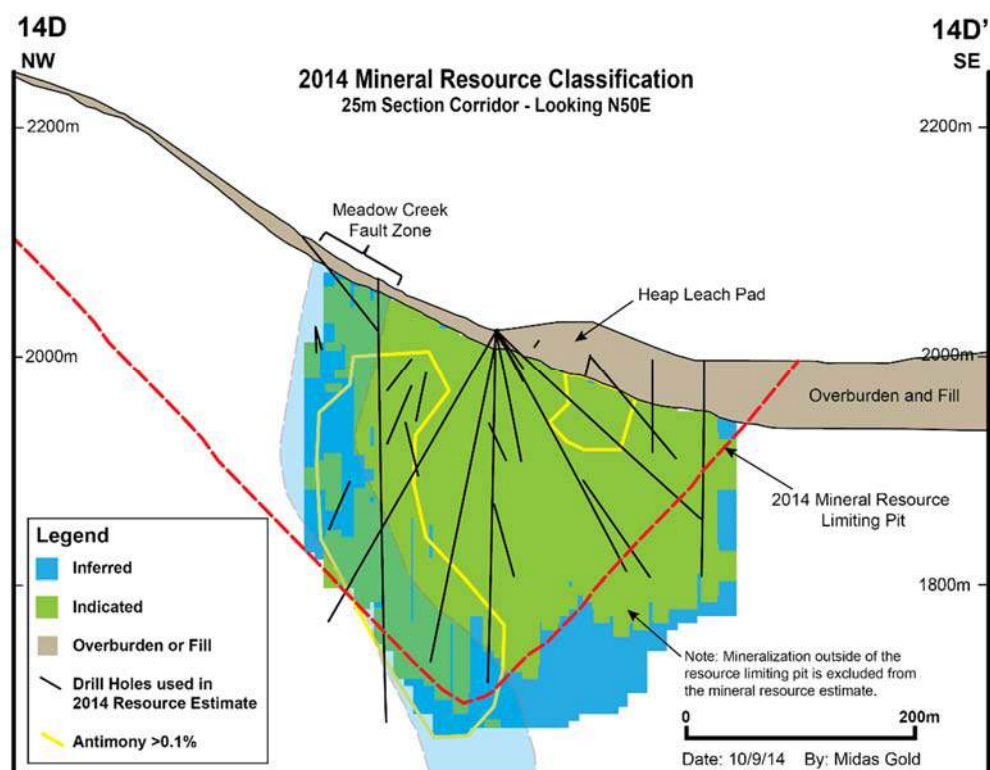 14D
NW
14D'
SE
2014 Mineral Resource Classification
25m Section Corridor - Looking N50E
2200m
2200m
Meadow Creek
Fault Zone
Heap Leach Pad
2000m
2000m
Overburden and Fill
2014 Mineral Resource
Limiting Pit
Legend
Inferred
Indicated
Overburden or Fill
Drill Holes used in
2014 Resource Estimate
Antimony >0.1%
1800m
Note: Mineralization outside of the
resource limiting pit is excluded from
the mineral resource estimate.
0
200m
Date: 10/9/14 By: Midas Gold